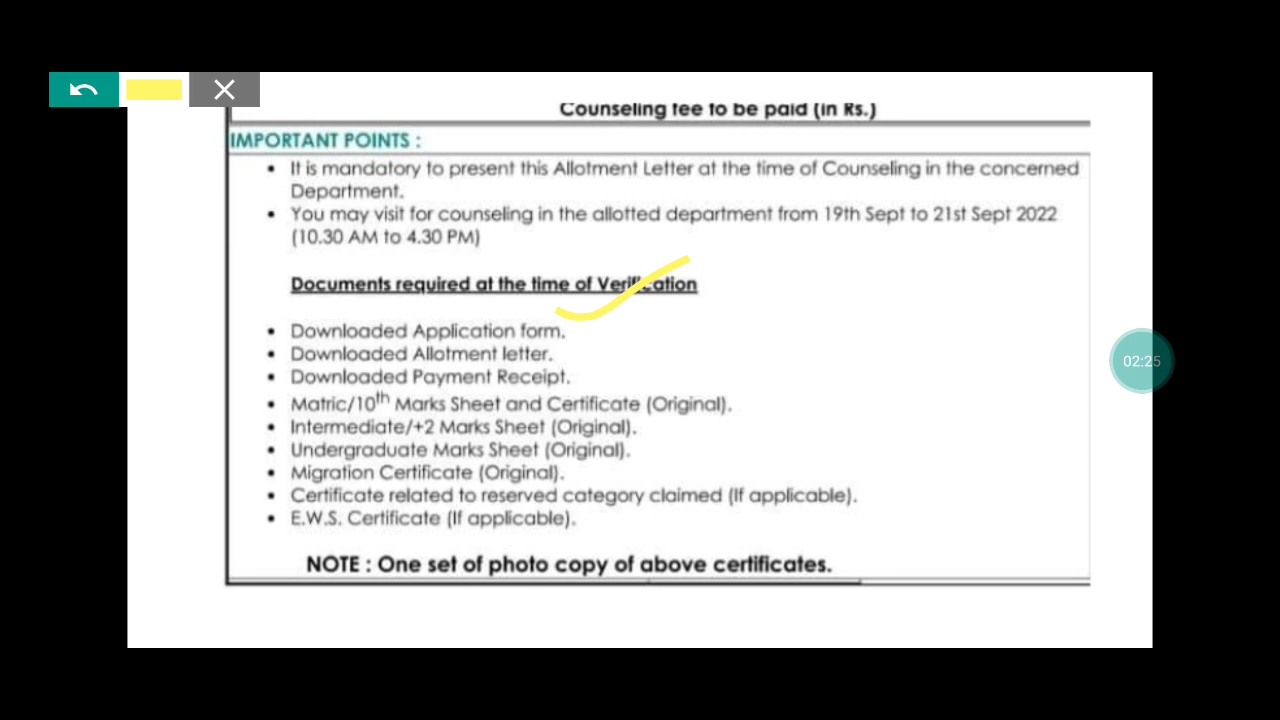 Counseling fee to be paid (in Rs.)
IMPORTANT POINTS :
• It is mandatory to present this Allotment Letter at the time of Counseling in the concerned
Department.
• You may visit for counseling in the allotted department from 19th Sept to 21st Sept 2022
(10.30 AM to 4.30 PM)
Documents required at the time of Verification
• Downloaded Application form.
• Downloaded Allotment letter.
• Downloaded Payment Receipt.
• Matric/10th Marks Sheet and Certificate (Original).
• Intermediate/+2 Marks Sheet (Original).
• Undergraduate Marks Sheet (Original).
• Migration Certificate (Original).
• Certificate related to reserved category claimed (If applicable).
• E.W.S. Certificate (If applicable).
NOTE : One set of photo copy of above certificates.
02:25